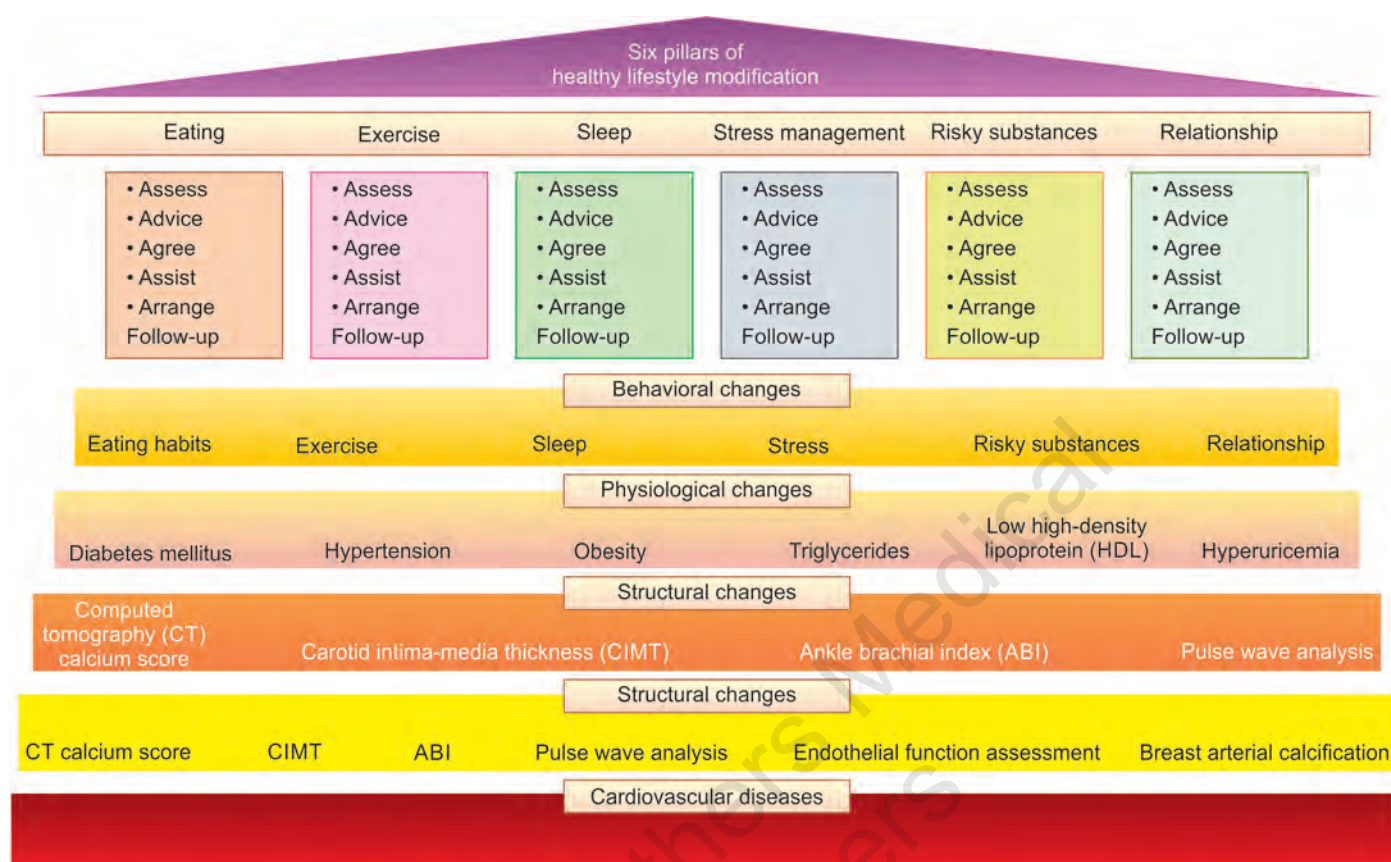 Six pillars of
healthy lifestyle modification
Eating Exercise Sleep Stress management Risky substances Relationship
• Assess
• Advice
• Agree
• Assist
• Arrange
Follow-up
• Assess
• Advice
• Agree
• Assist
• Arrange
Follow-up
• Assess
• Advice
• Agree
• Assist
• Arrange
Follow-up
• Assess
• Advice
• Agree
• Assist
• Arrange
Follow-up
• Assess
• Advice
• Agree
• Assist
• Arrange
Follow-up
• Assess
• Advice
• Agree
• Assist
• Arrange
Follow-up
Behavioral changes
Eating habits Exercise Sleep Stress Risky substances Relationship
Physiological changes
Diabetes mellitus Hypertension Obesity Triglycerides
Low high-density
lipoprotein (HDL)
Hyperuricemia
Structural changes
Computed
tomography (CT)
calcium score
Carotid intima-media thickness (CIMT) Ankle brachial index (ABI) Pulse wave analysis
Structural changes
CT calcium score CIMT ABI Pulse wave analysis Endothelial function assessment Breast arterial calcification
Cardiovascular diseases
Medical